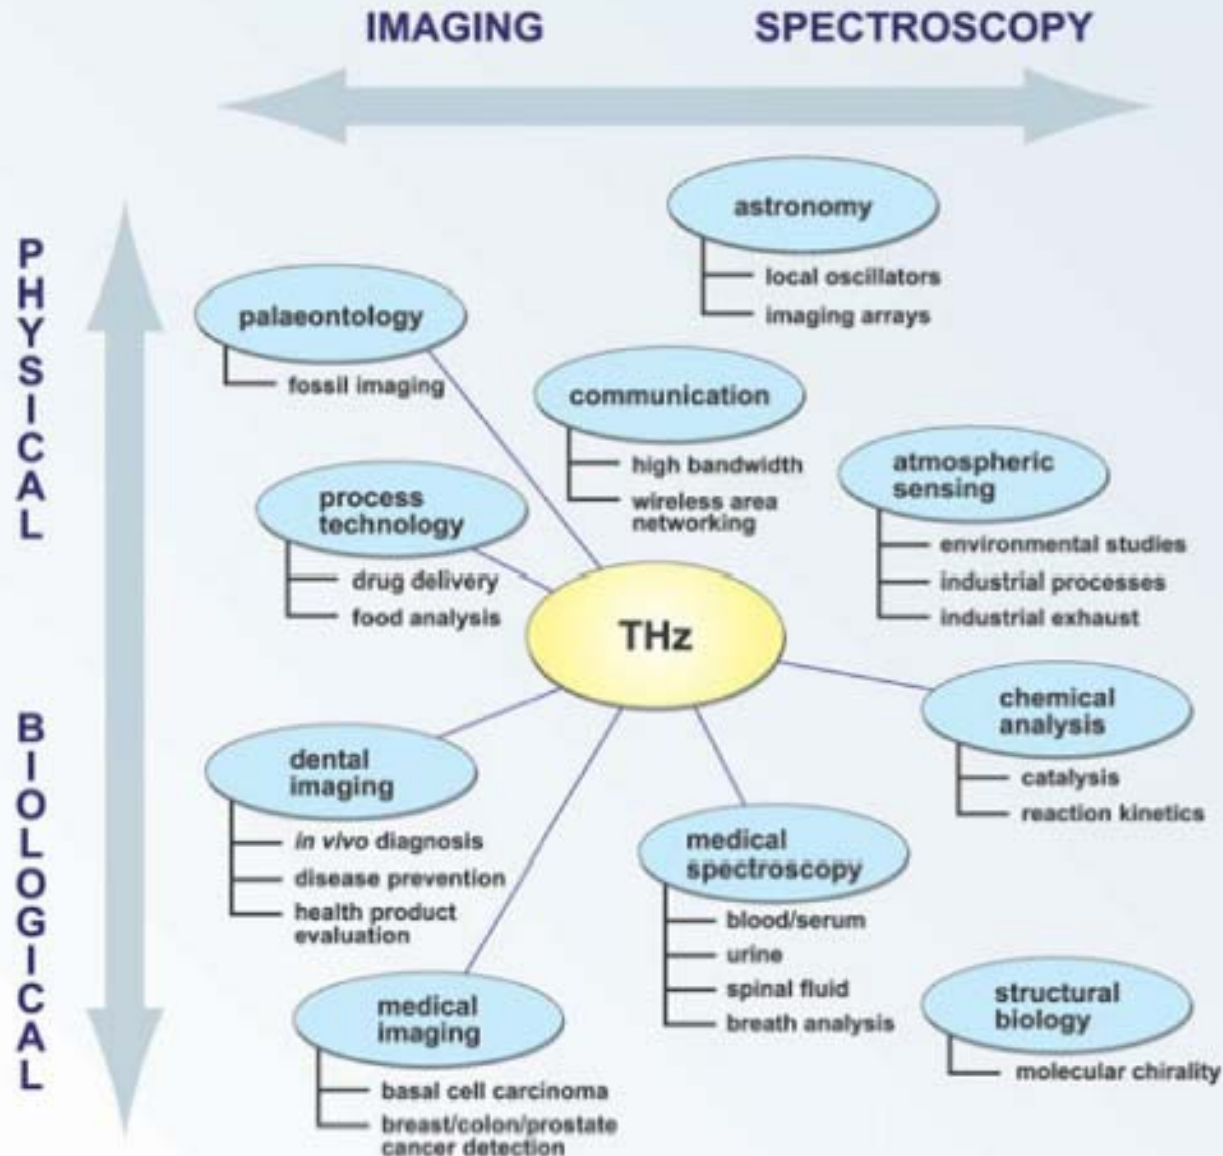 IMAGING
SPECTROSCOPY
PHYSICAL
BIOLOGICAL
astronomy
local oscillators
imaging arrays
palaeontology
fossil imaging
communication
high bandwidth
wireless area
networking
atmospheric
sensing
environmental studies
industrial processes
industrial exhaust
process
technology
drug delivery
food analysis
THz
chemical
analysis
catalysis
reaction kinetics
dental
imaging
in vivo diagnosis
disease prevention
health product
evaluation
medical
spectroscopy
blood/serum
urine
spinal fluid
breath analysis
medical
imaging
basal cell carcinoma
breast/colon/prostate
cancer detection
structural
biology
molecular chirality